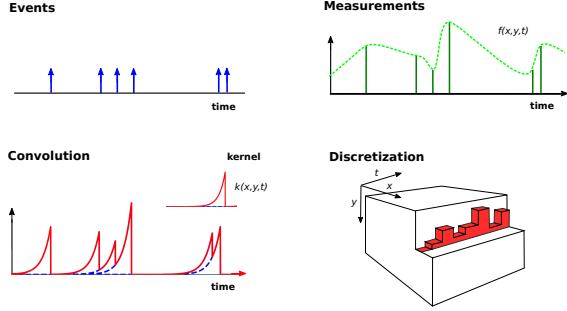 Events
time
Measurements
f(x,y,t)
time
Convolution
kernel
k(x,y,t)
time
Discretization
t
x
y